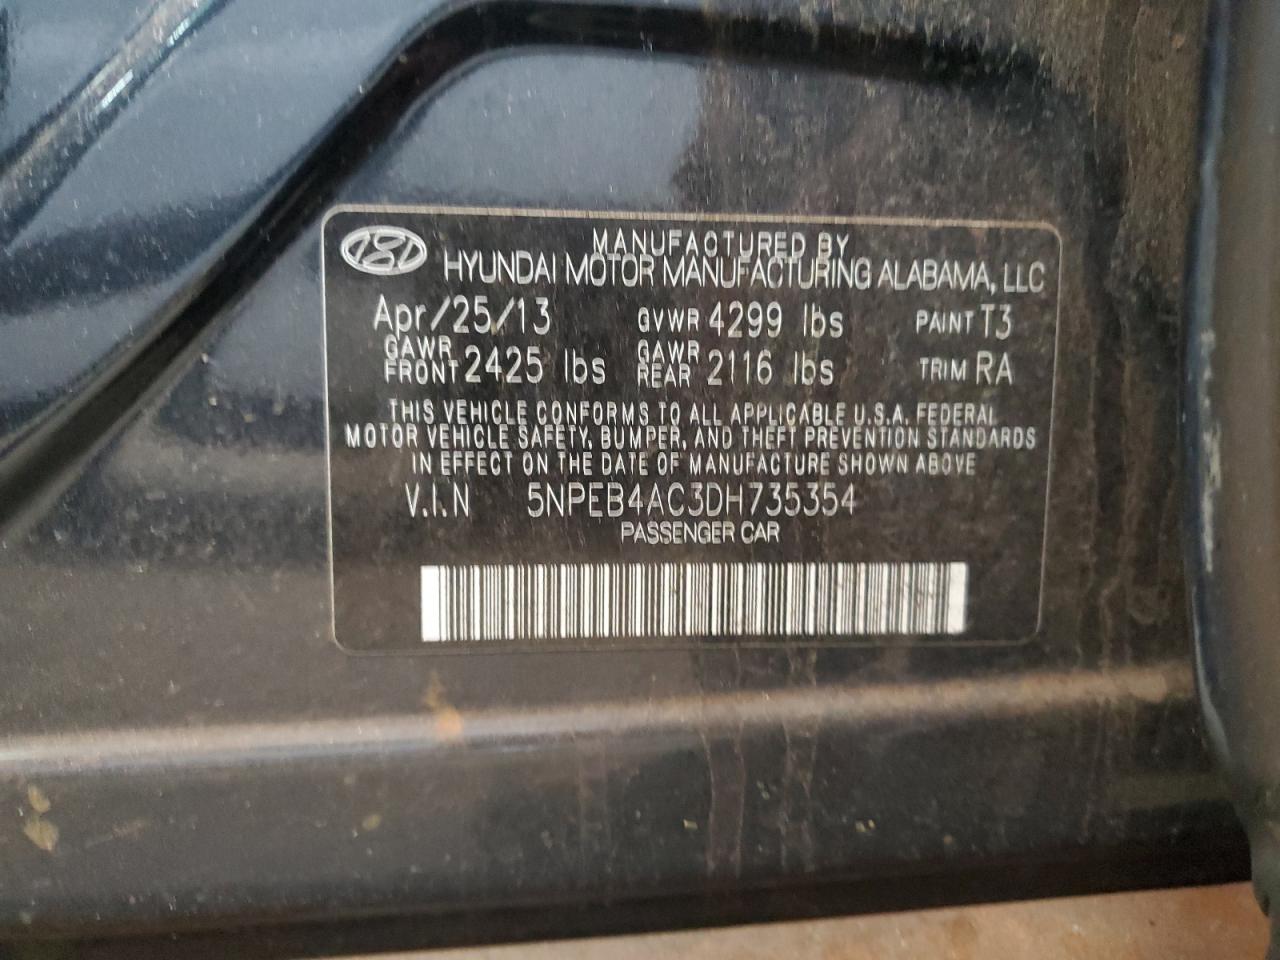 MANUFACTURED BY
HYUNDAI MOTOR MANUFACTURING ALABAMA, LLC
Apr/25/13 GVWR 4299 lbs PAINT T3
GAWR FRONT 2425 lbs GAWR REAR 2116 lbs TRIM RA
THIS VEHICLE CONFORMS TO ALL APPLICABLE U.S.A. FEDERAL
MOTOR VEHICLE SAFETY, BUMPER, AND THEFT PREVENTION STANDARDS
IN EFFECT ON THE DATE OF MANUFACTURE SHOWN ABOVE
V.I.N 5NPEB4AC3DH735354
PASSENGER CAR